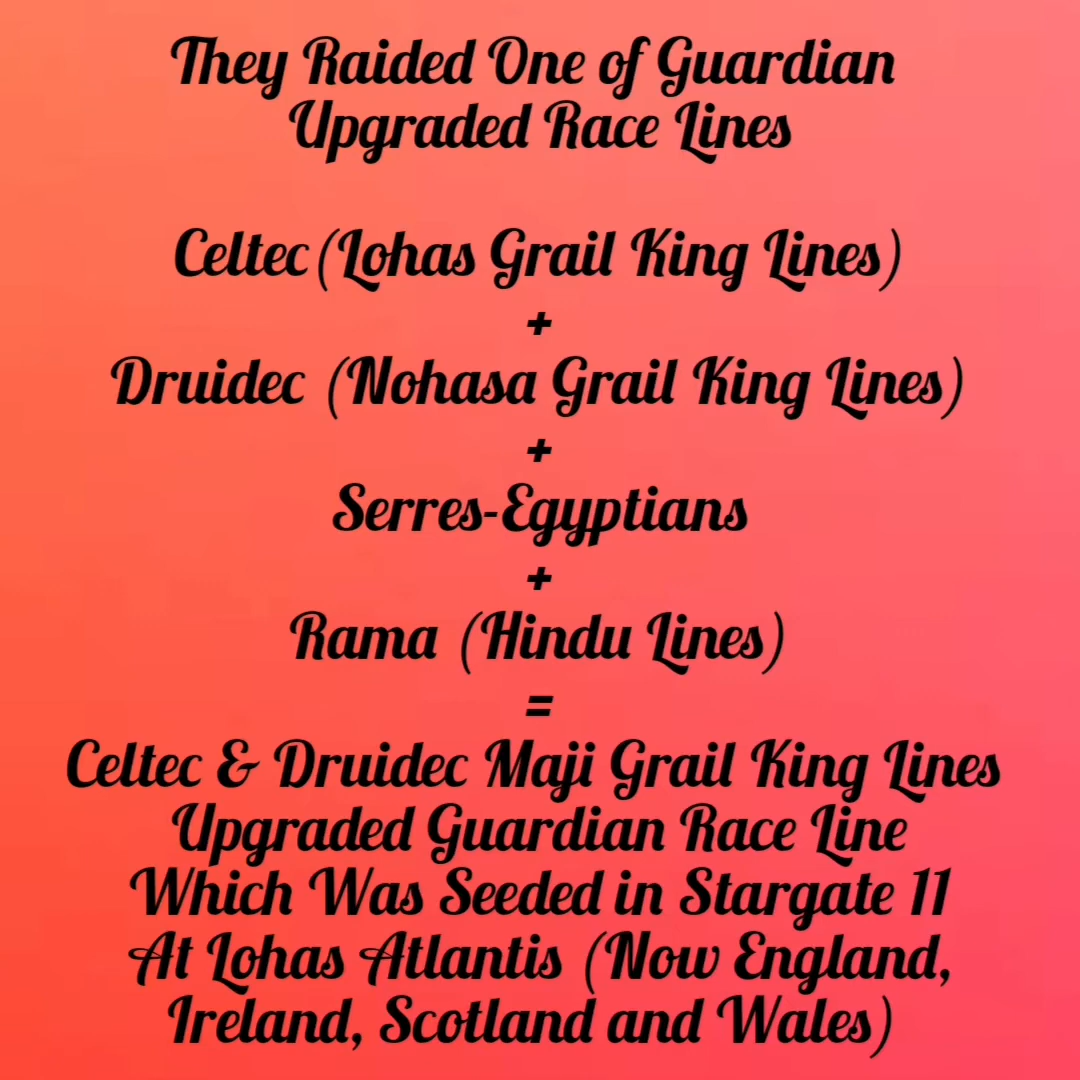 They Raided One of Guardian
Upgraded Race Lines
Celtec(Lohas Grail King Lines)
+
Druidec (Nohasa Grail King Lines)
+
Serres-Egyptians
+
Rama (Hindu Lines)
=
Celtec & Druidec Maji Grail King Lines
Upgraded Guardian Race Line
Which Was Seeded in Stargate 11
At Lohas Atlantis (Now England,
Ireland, Scotland and Wales)